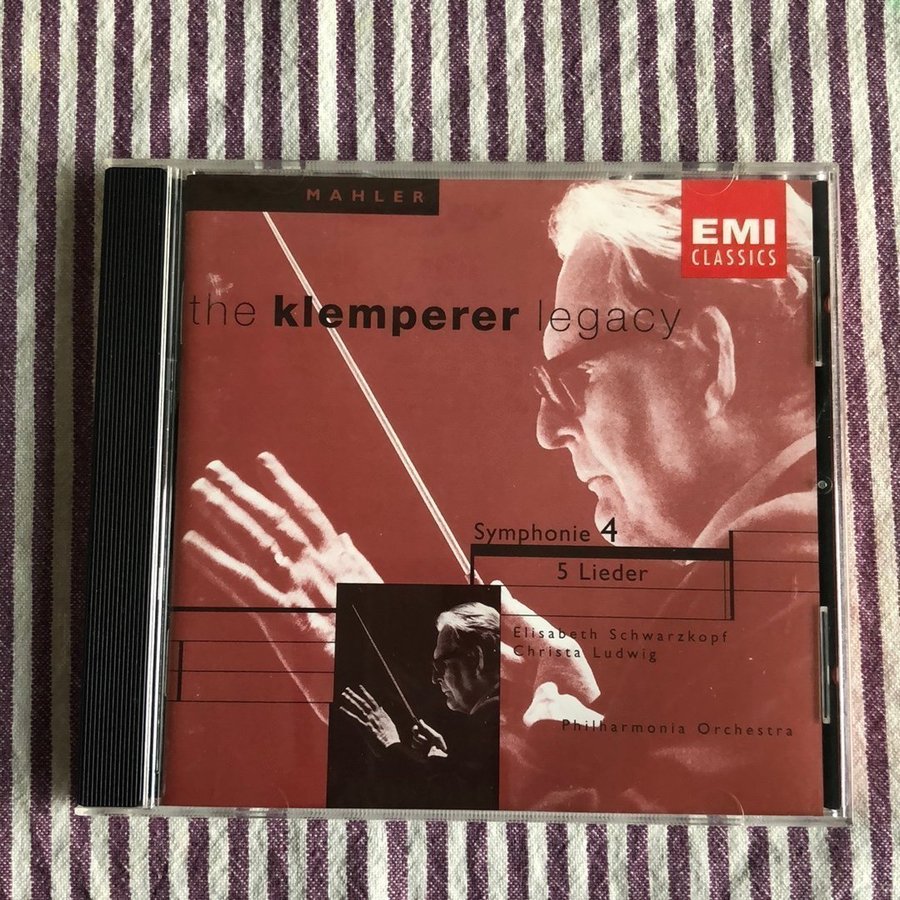 MAHLER
EMI
CLASSICS
the klemperer legacy
Symphonie 4
5 Lieder
Elisabeth Schwarzkopf
Christa Ludwig
Philharmonia Orchestra